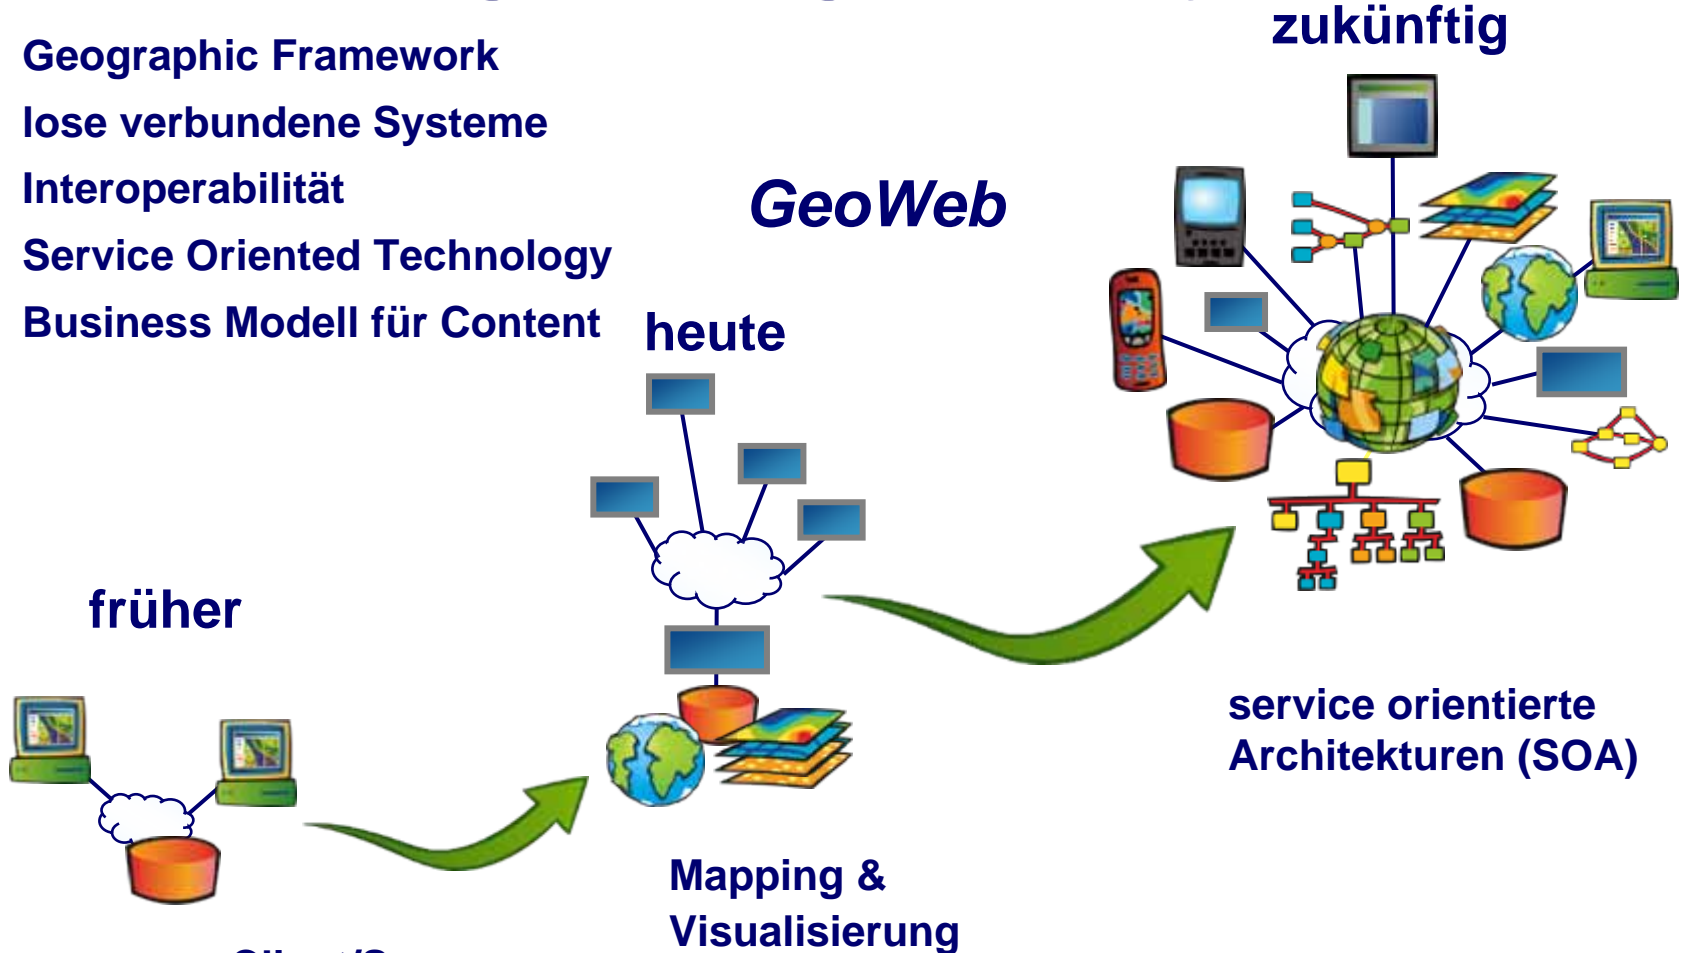 zukünftig
Geographic Framework
lose verbundene Systeme
Interoperabilität
Service Oriented Technology
Business Modell für Content
GeoWeb
heute
früher
service orientierte
Architekturen (SOA)
Mapping &
Visualisierung